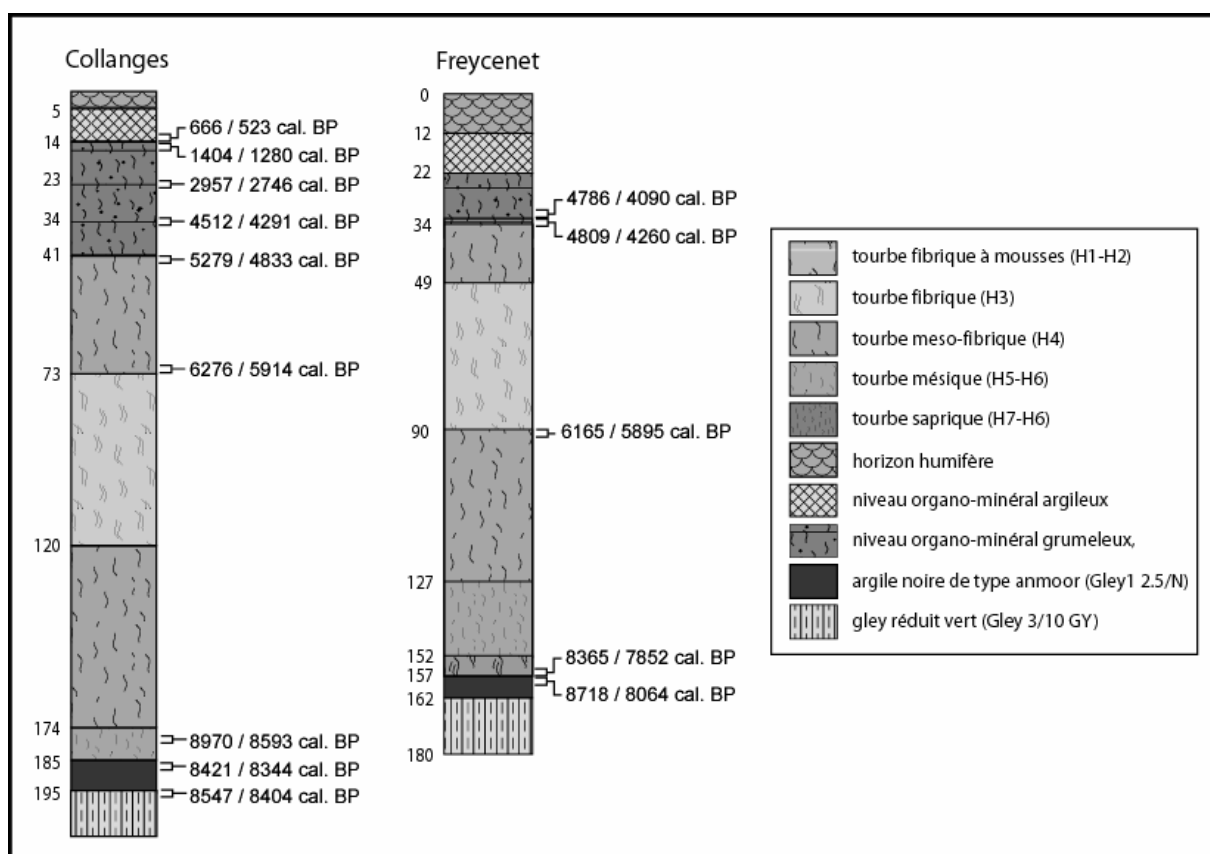 Collanges
5
14
23
34
41
73
120
174
185
195
666 / 523 cal. BP
1404 / 1280 cal. BP
2957 / 2746 cal. BP
4512 / 4291 cal. BP
5279 / 4833 cal. BP
6276 / 5914 cal. BP
8970 / 8593 cal. BP
8421 / 8344 cal. BP
8547 / 8404 cal. BP
Freycenet
0
12
22
34
49
90
127
152
157
162
180
4786 / 4090 cal. BP
4809 / 4260 cal. BP
6165 / 5895 cal. BP
8365 / 7852 cal. BP
8718 / 8064 cal. BP
tourbe fibrique à mousses (H1-H2)
tourbe fibrique (H3)
tourbe meso-fibrique (H4)
tourbe mésique (H5-H6)
tourbe saprique (H7-H6)
horizon humifère
niveau organo-minéral argileux
niveau organo-minéral grumeleux,
argile noire de type anmoor (Gley1 2.5/N)
gley réduit vert (Gley 3/10 GY)